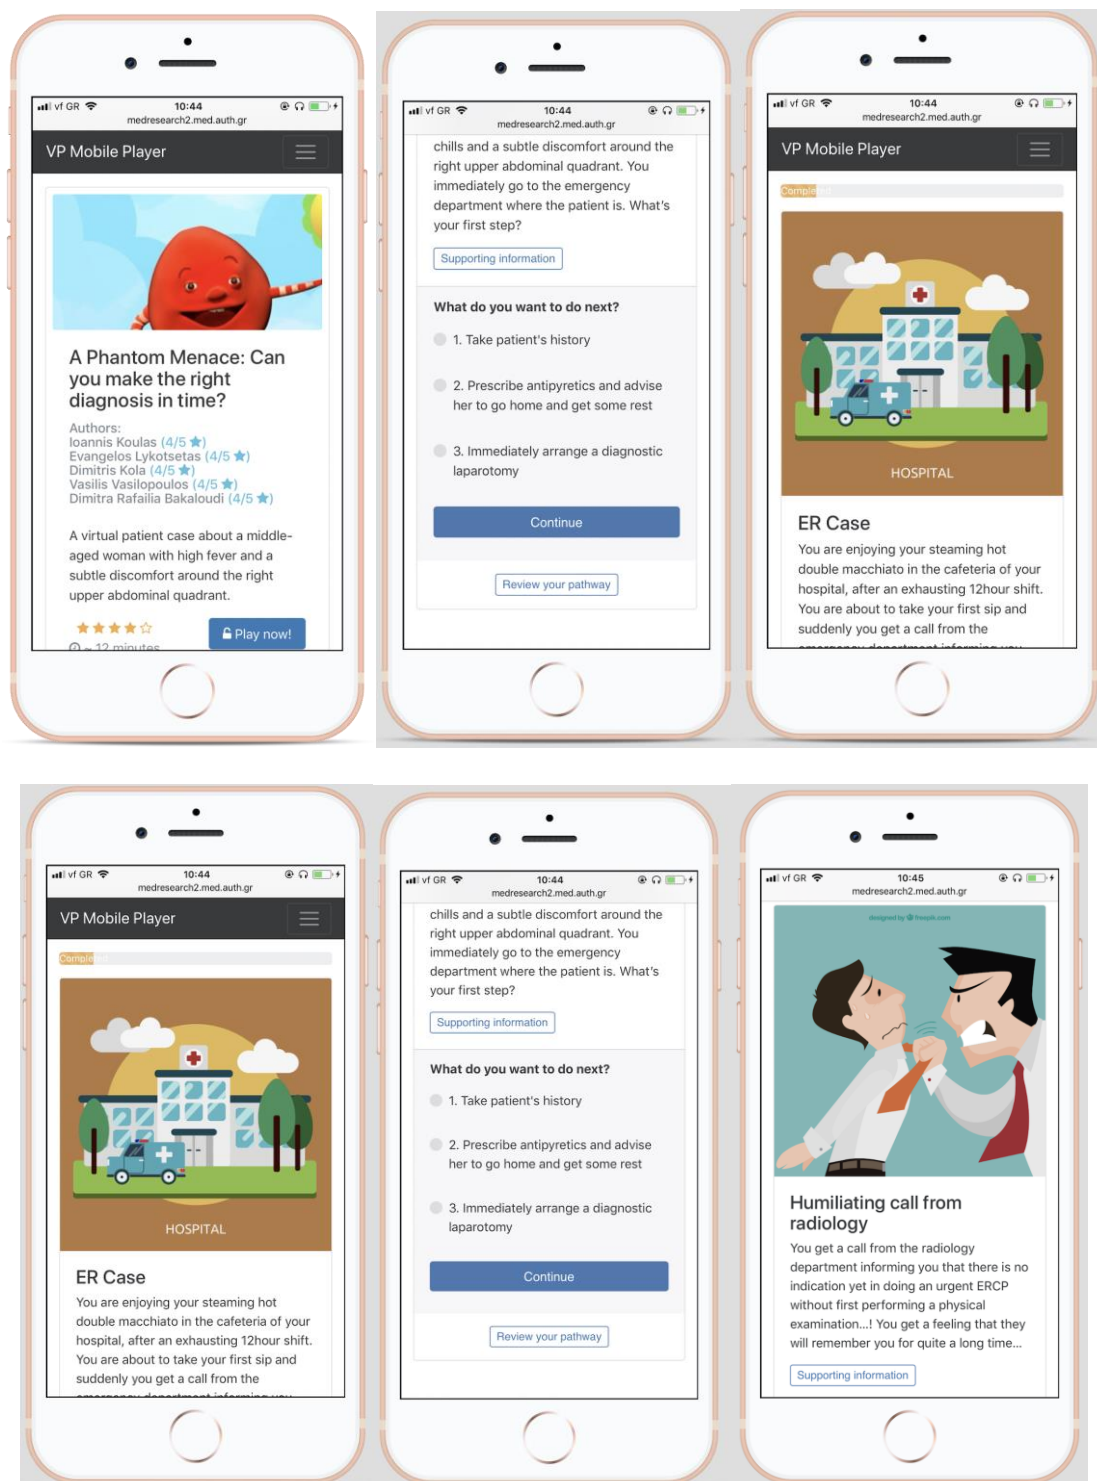 vf GR 10:44
medresearch2.med.auth.gr
VP Mobile Player
A Phantom Menace: Can
you make the right
diagnosis in time?
Authors:
Ioannis Koulas (4/5 ★)
Evangelos Lykotsetas (4/5 ★)
Dimitris Kola (4/5 ★)
Vasilis Vasilopoulos (4/5 ★)
Dimitra Rafailia Bakaloudi (4/5 ★)
A virtual patient case about a middle-
aged woman with high fever and a
subtle discomfort around the right
upper abdominal quadrant.
Play now!
~ 12 minutes
vf GR 10:44
medresearch2.med.auth.gr
chills and a subtle discomfort around the
right upper abdominal quadrant. You
immediately go to the emergency
department where the patient is. What's
your first step?
Supporting information
What do you want to do next?
1. Take patient's history
2. Prescribe antipyretics and advise
her to go home and get some rest
3. Immediately arrange a diagnostic
laparotomy
Continue
Review your pathway
vf GR 10:44
medresearch2.med.auth.gr
VP Mobile Player
Completed
HOSPITAL
ER Case
You are enjoying your steaming hot
double macchiato in the cafeteria of your
hospital, after an exhausting 12hour shift.
You are about to take your first sip and
suddenly you get a call from the
emergency department informing you
vf GR 10:44
medresearch2.med.auth.gr
VP Mobile Player
Completed
HOSPITAL
ER Case
You are enjoying your steaming hot
double macchiato in the cafeteria of your
hospital, after an exhausting 12hour shift.
You are about to take your first sip and
suddenly you get a call from the
emergency department informing you
vf GR 10:44
medresearch2.med.auth.gr
chills and a subtle discomfort around the
right upper abdominal quadrant. You
immediately go to the emergency
department where the patient is. What's
your first step?
Supporting information
What do you want to do next?
1. Take patient's history
2. Prescribe antipyretics and advise
her to go home and get some rest
3. Immediately arrange a diagnostic
laparotomy
Continue
Review your pathway
vf GR 10:45
medresearch2.med.auth.gr
designed by freepik.com
Humiliating call from
radiology
You get a call from the radiology
department informing you that there is no
indication yet in doing an urgent ERCP
without first performing a physical
examination...! You get a feeling that they
will remember you for quite a long time...
Supporting information